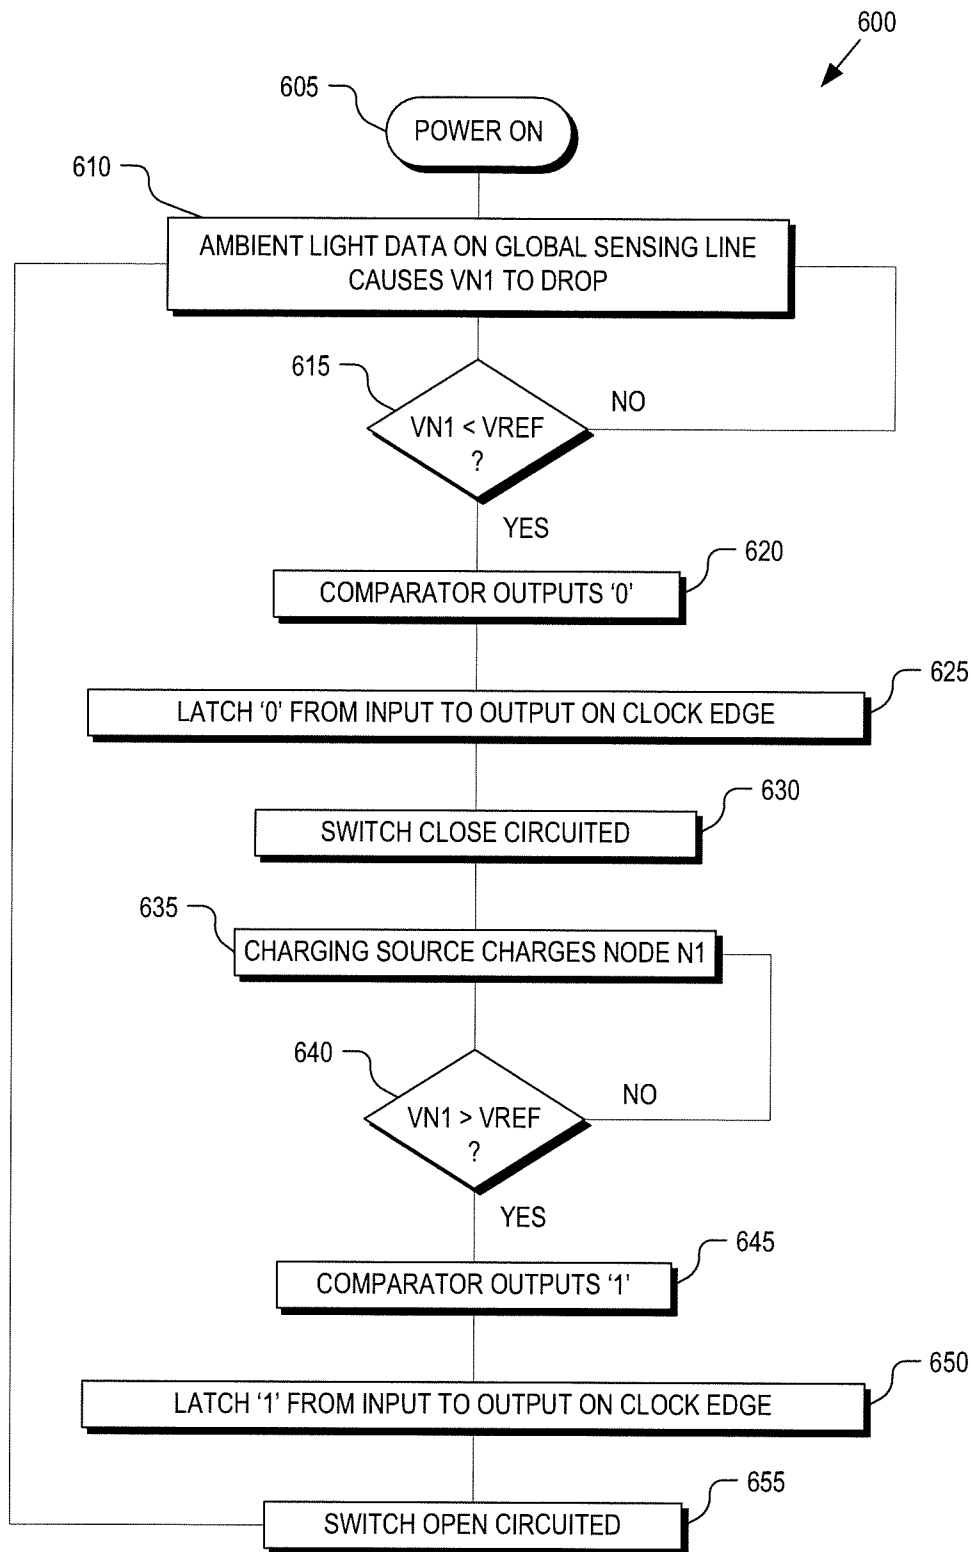 600
605
POWER ON
610
AMBIENT LIGHT DATA ON GLOBAL SENSING LINE
CAUSES VN1 TO DROP
615
VN1 < VREF
?
NO
YES
620
COMPARATOR OUTPUTS ‘0’
625
LATCH ‘0’ FROM INPUT TO OUTPUT ON CLOCK EDGE
630
SWITCH CLOSE CIRCUITED
635
CHARGING SOURCE CHARGES NODE N1
640
VN1 > VREF
?
NO
YES
645
COMPARATOR OUTPUTS ‘1’
650
LATCH ‘1’ FROM INPUT TO OUTPUT ON CLOCK EDGE
655
SWITCH OPEN CIRCUITED